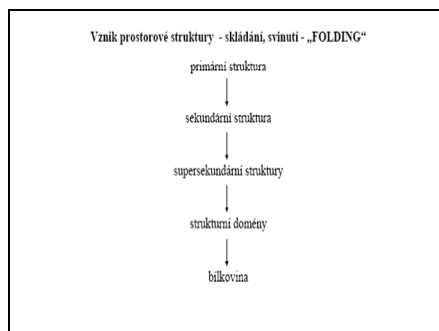 Vznik prostorové struktury - skládání, svinutí - „FOLDING“
primární struktura
sekundární struktura
supersekundární struktury
strukturní domény
bílkovina